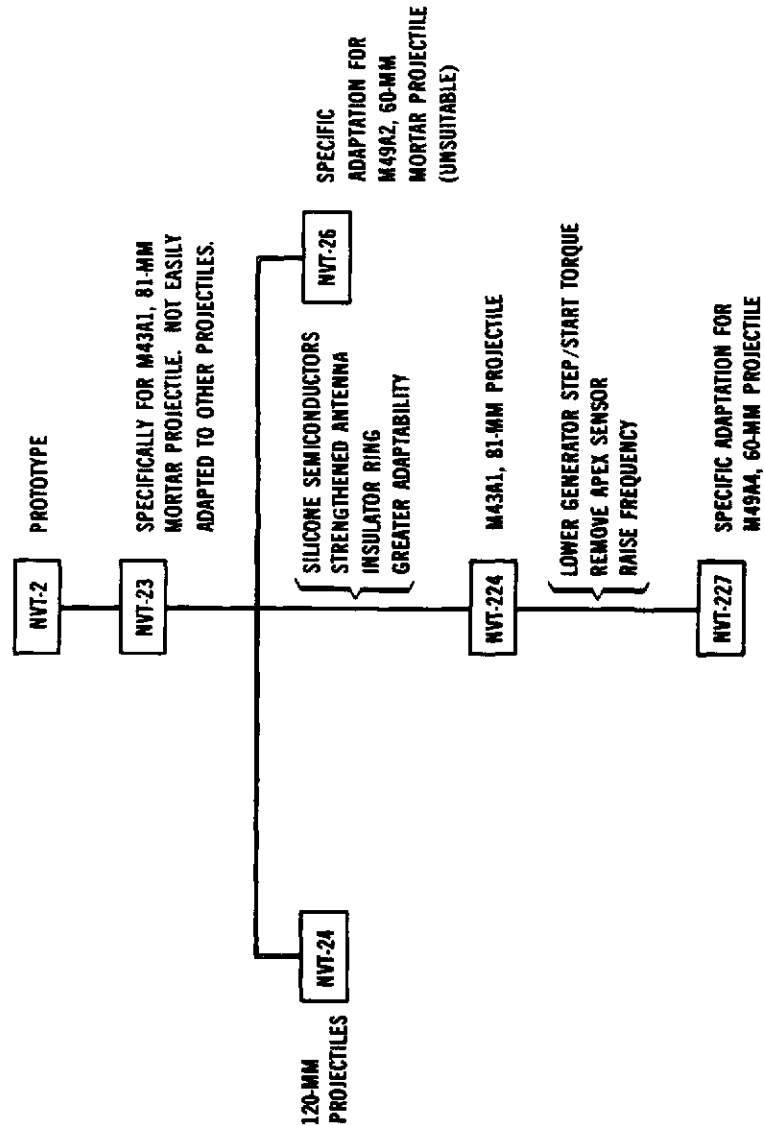 NVT-2
PROTOTYPE
NVT-23
SPECIFICALLY FOR M43A1, 81-MM
MORTAR PROJECTILE. NOT EASILY
ADAPTED TO OTHER PROJECTILES.
120-MM
PROJECTILES
NVT-24
SILICONE SEMICONDUCTORS
STRENGTHENED ANTENNA
INSULATOR RING
GREATER ADAPTABILITY
NVT-26
SPECIFIC
ADAPTATION FOR
M49A2, 60-MM
MORTAR PROJECTILE
(UNSUITABLE)
NVT-224
M43A1, 81-MM PROJECTILE
LOWER GENERATOR STEP/START TORQUE
REMOVE APEX SENSOR
RAISE FREQUENCY
NVT-227
SPECIFIC ADAPTATION FOR
M49A4, 60-MM PROJECTILE